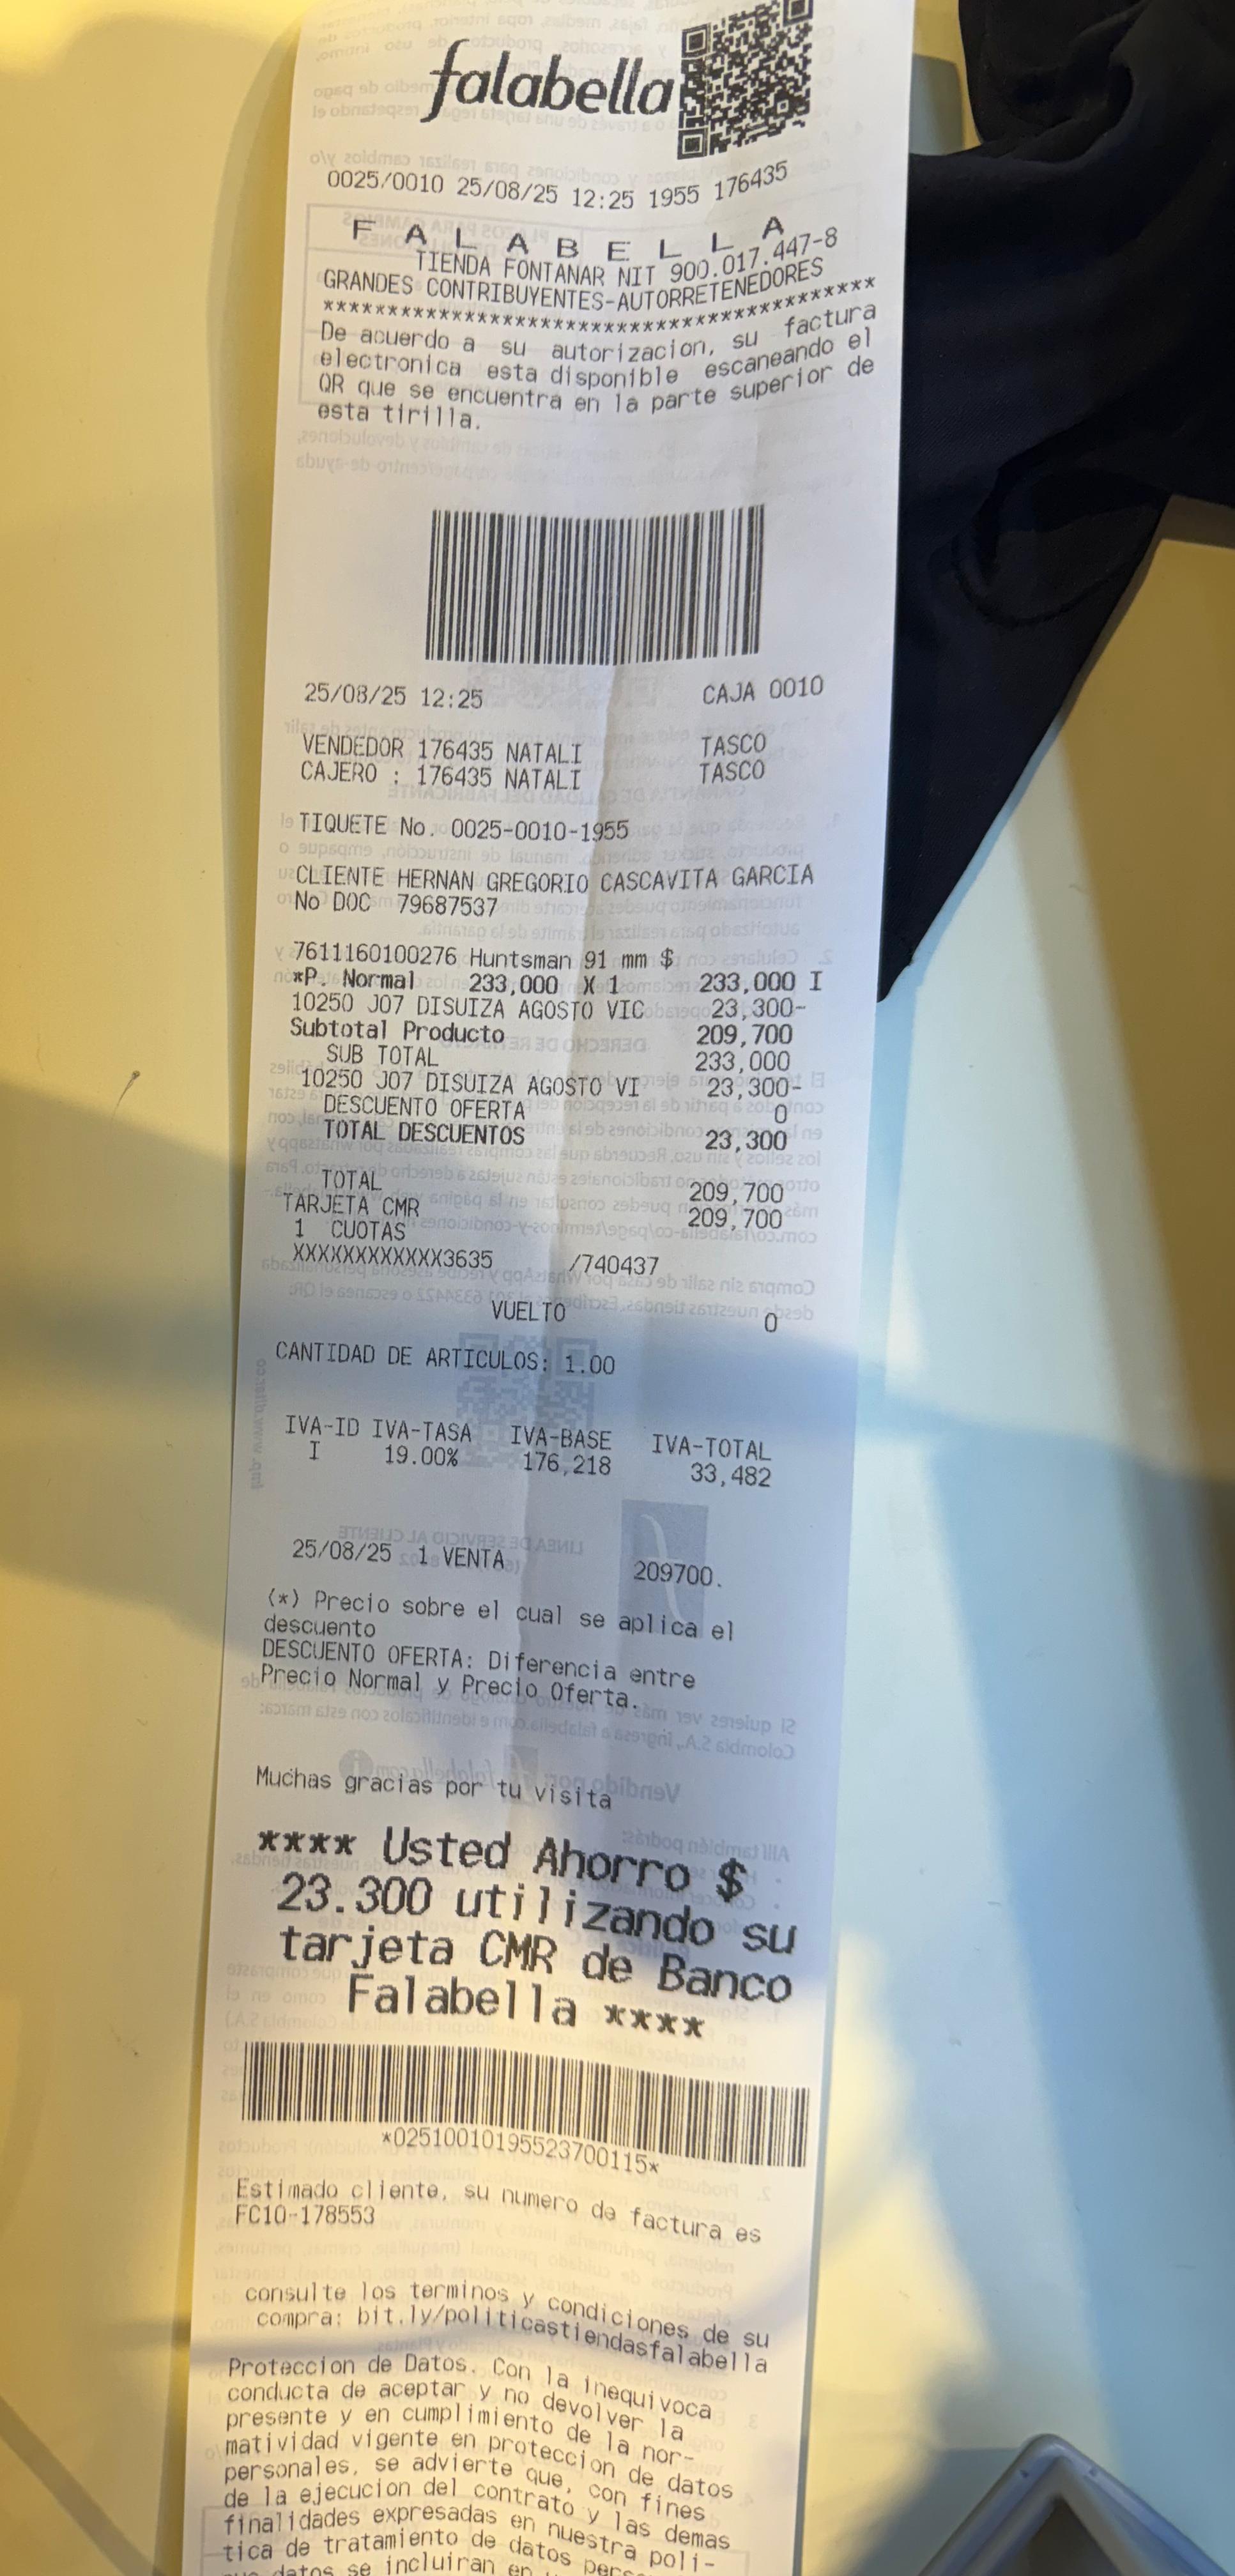 falabella
0025/0010 25/08/25 12:25 1955 176435
F A L A B E L L A
TIENDA FONTANAR NIT 900.017.447-8
GRANDES CONTRIBUYENTES-AUTORRETENEDORES
*******************************************
De acuerdo a su autorizacion, su factura
electronica esta disponible escaneando el
QR que se encuentra en la parte superior de
esta tirilla.
25/08/25 12:25 CAJA 0010
VENDEDOR 176435 NATALI TASCO
CAJERO : 176435 NATALI TASCO
TIQUETE No. 0025-0010-1955
CLIENTE HERNAN GREGORIO CASCAVITA GARCIA
No DOC 79687537
7611160100276 Huntsman 91 mm $
*P. Normal 233,000 X 1 233,000 I
10250 J07 DISUIZA AGOSTO VIC 23,300-
Subtotal Producto 209,700
SUB TOTAL 233,000
10250 J07 DISUIZA AGOSTO VI 23,300-
DESCUENTO OFERTA 0
TOTAL DESCUENTOS 23,300
TOTAL 209,700
TARJETA CMR 209,700
1 CUOTAS
XXXXXXXXXXXX3635 /740437
VUELTO 0
CANTIDAD DE ARTICULOS: 1.00
IVA-ID IVA-TASA IVA-BASE IVA-TOTAL
I 19.00% 176,218 33,482
25/08/25 1 VENTA 209700.
(*) Precio sobre el cual se aplica el
descuento
DESCUENTO OFERTA: Diferencia entre
Precio Normal y Precio Oferta.
Muchas gracias por tu visita
**** Usted Ahorro $
23.300 utilizando su
tarjeta CMR de Banco
Falabella ****
*02510010195523700115*
Estimado cliente, su numero de factura es
FC10-178553
consulte los terminos y condiciones de su
compra: bit.ly/politicastiendasfalabella
Proteccion de Datos. Con la inequivoca
conducta de aceptar y no devolver la
presente y en cumplimiento de la nor-
matividad vigente en proteccion de datos
personales, se advierte que, con fines
de la ejecucion del contrato y las demas
finalidades expresadas en nuestra poli-
tica de tratamiento de datos
datos se incluiran en